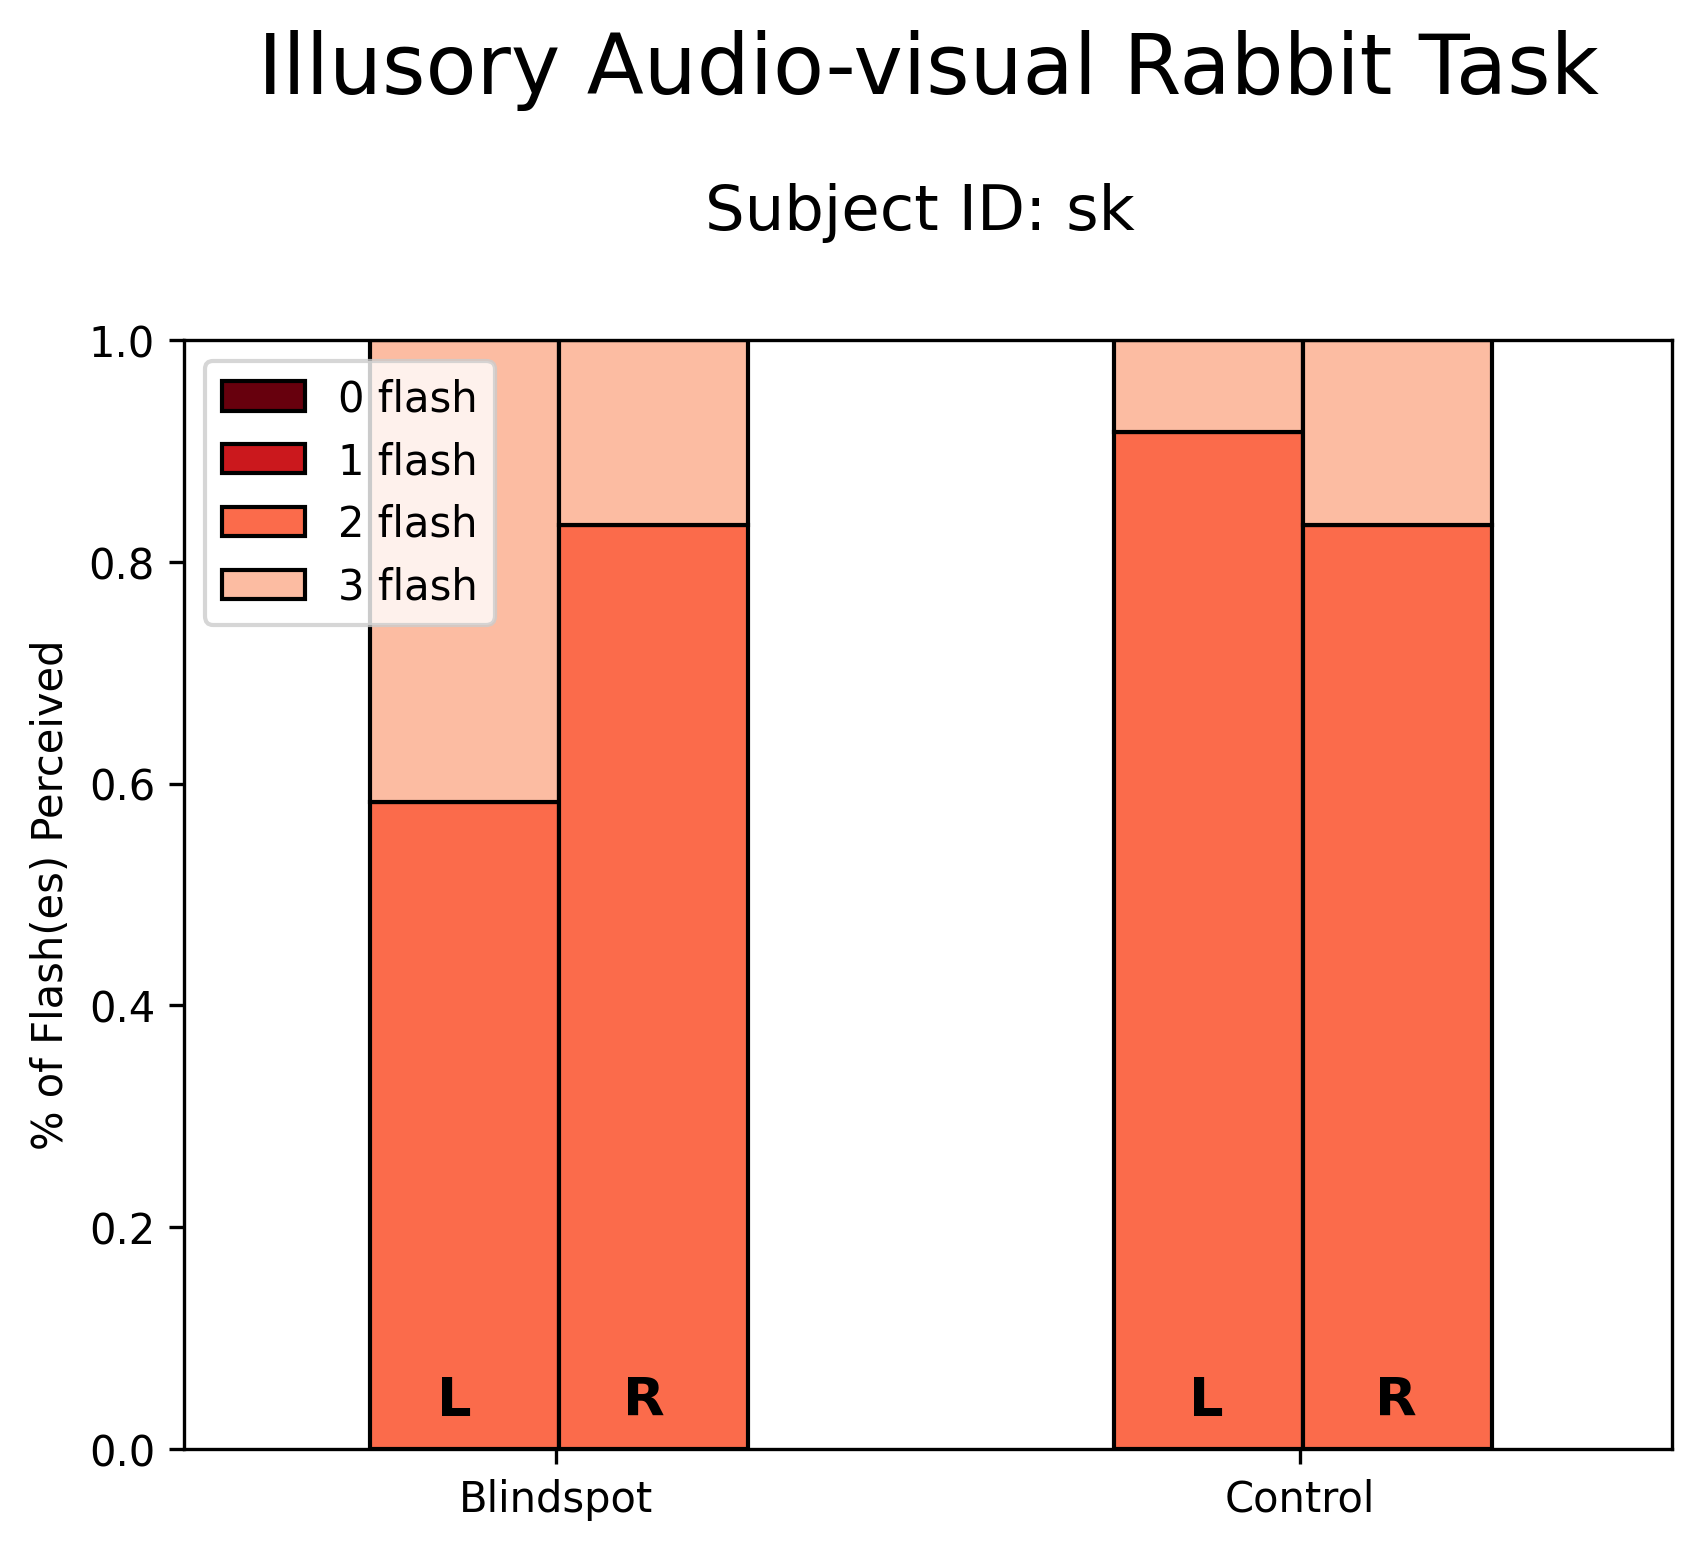 Illusory Audio-visual Rabbit Task
Subject ID: sk
1.0
0.8
0.6
0.4
0.2
0.0
% of Flash(es) Perceived
0 flash
1 flash
2 flash
3 flash
L R L R
Blindspot Control